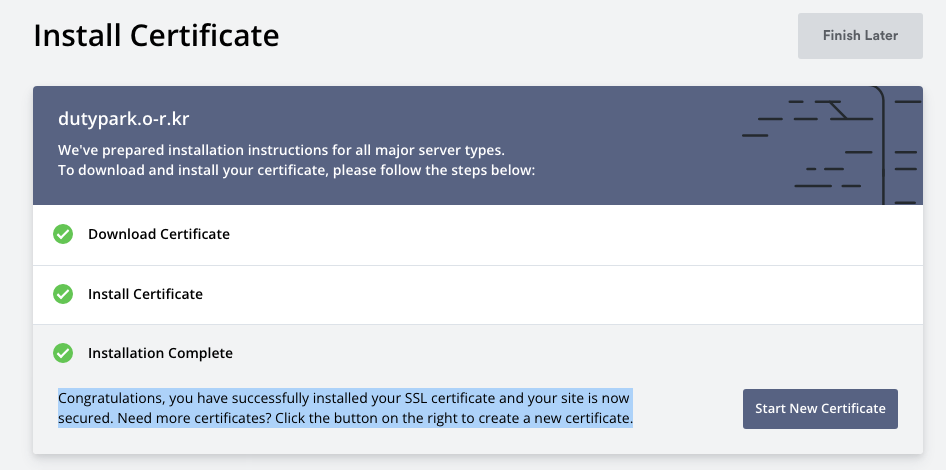 Install Certificate
Finish Later
dutypark.o-r.kr
We've prepared installation instructions for all major server types.
To download and install your certificate, please follow the steps below:
Download Certificate
Install Certificate
Installation Complete
Congratulations, you have successfully installed your SSL certificate and your site is now
secured. Need more certificates? Click the button on the right to create a new certificate.
Start New Certificate